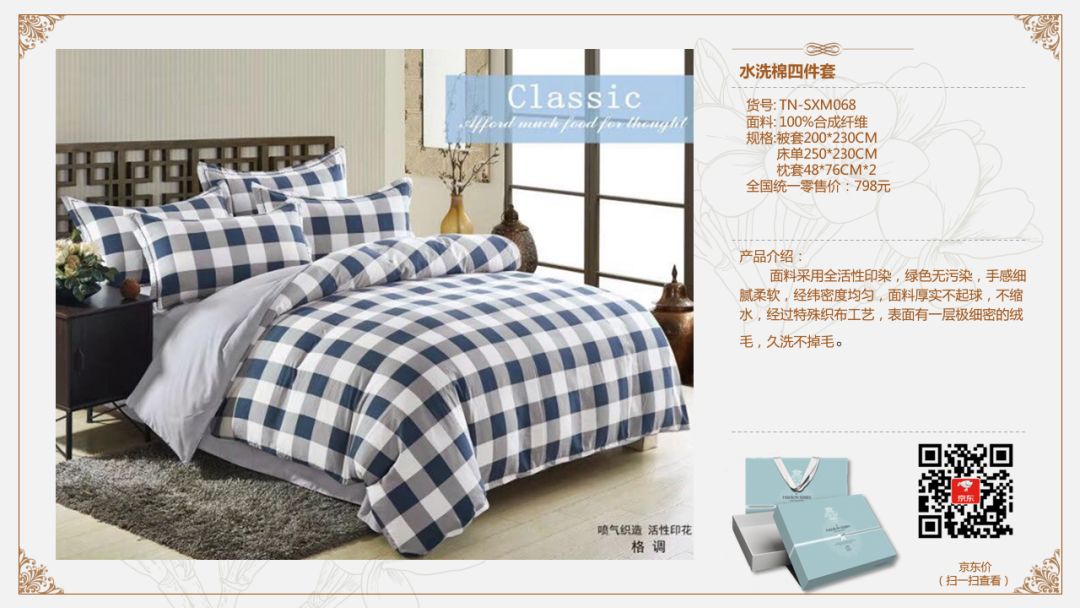 Classic
Afford much food for thought
喷气织造 活性印花
格 调
水洗棉四件套
货号: TN-SXM068
面料: 100%合成纤维
规格:被套200*230CM
床单250*230CM
枕套48*76CM*2
全国统一零售价：798元
产品介绍：
面料采用全活性印染，绿色无污染，手感细
腻柔软，经纬密度均匀，面料厚实不起球，不缩
水，经过特殊织布工艺，表面有一层极细密的绒
毛，久洗不掉毛。
京东
京东价
（扫一扫查看）